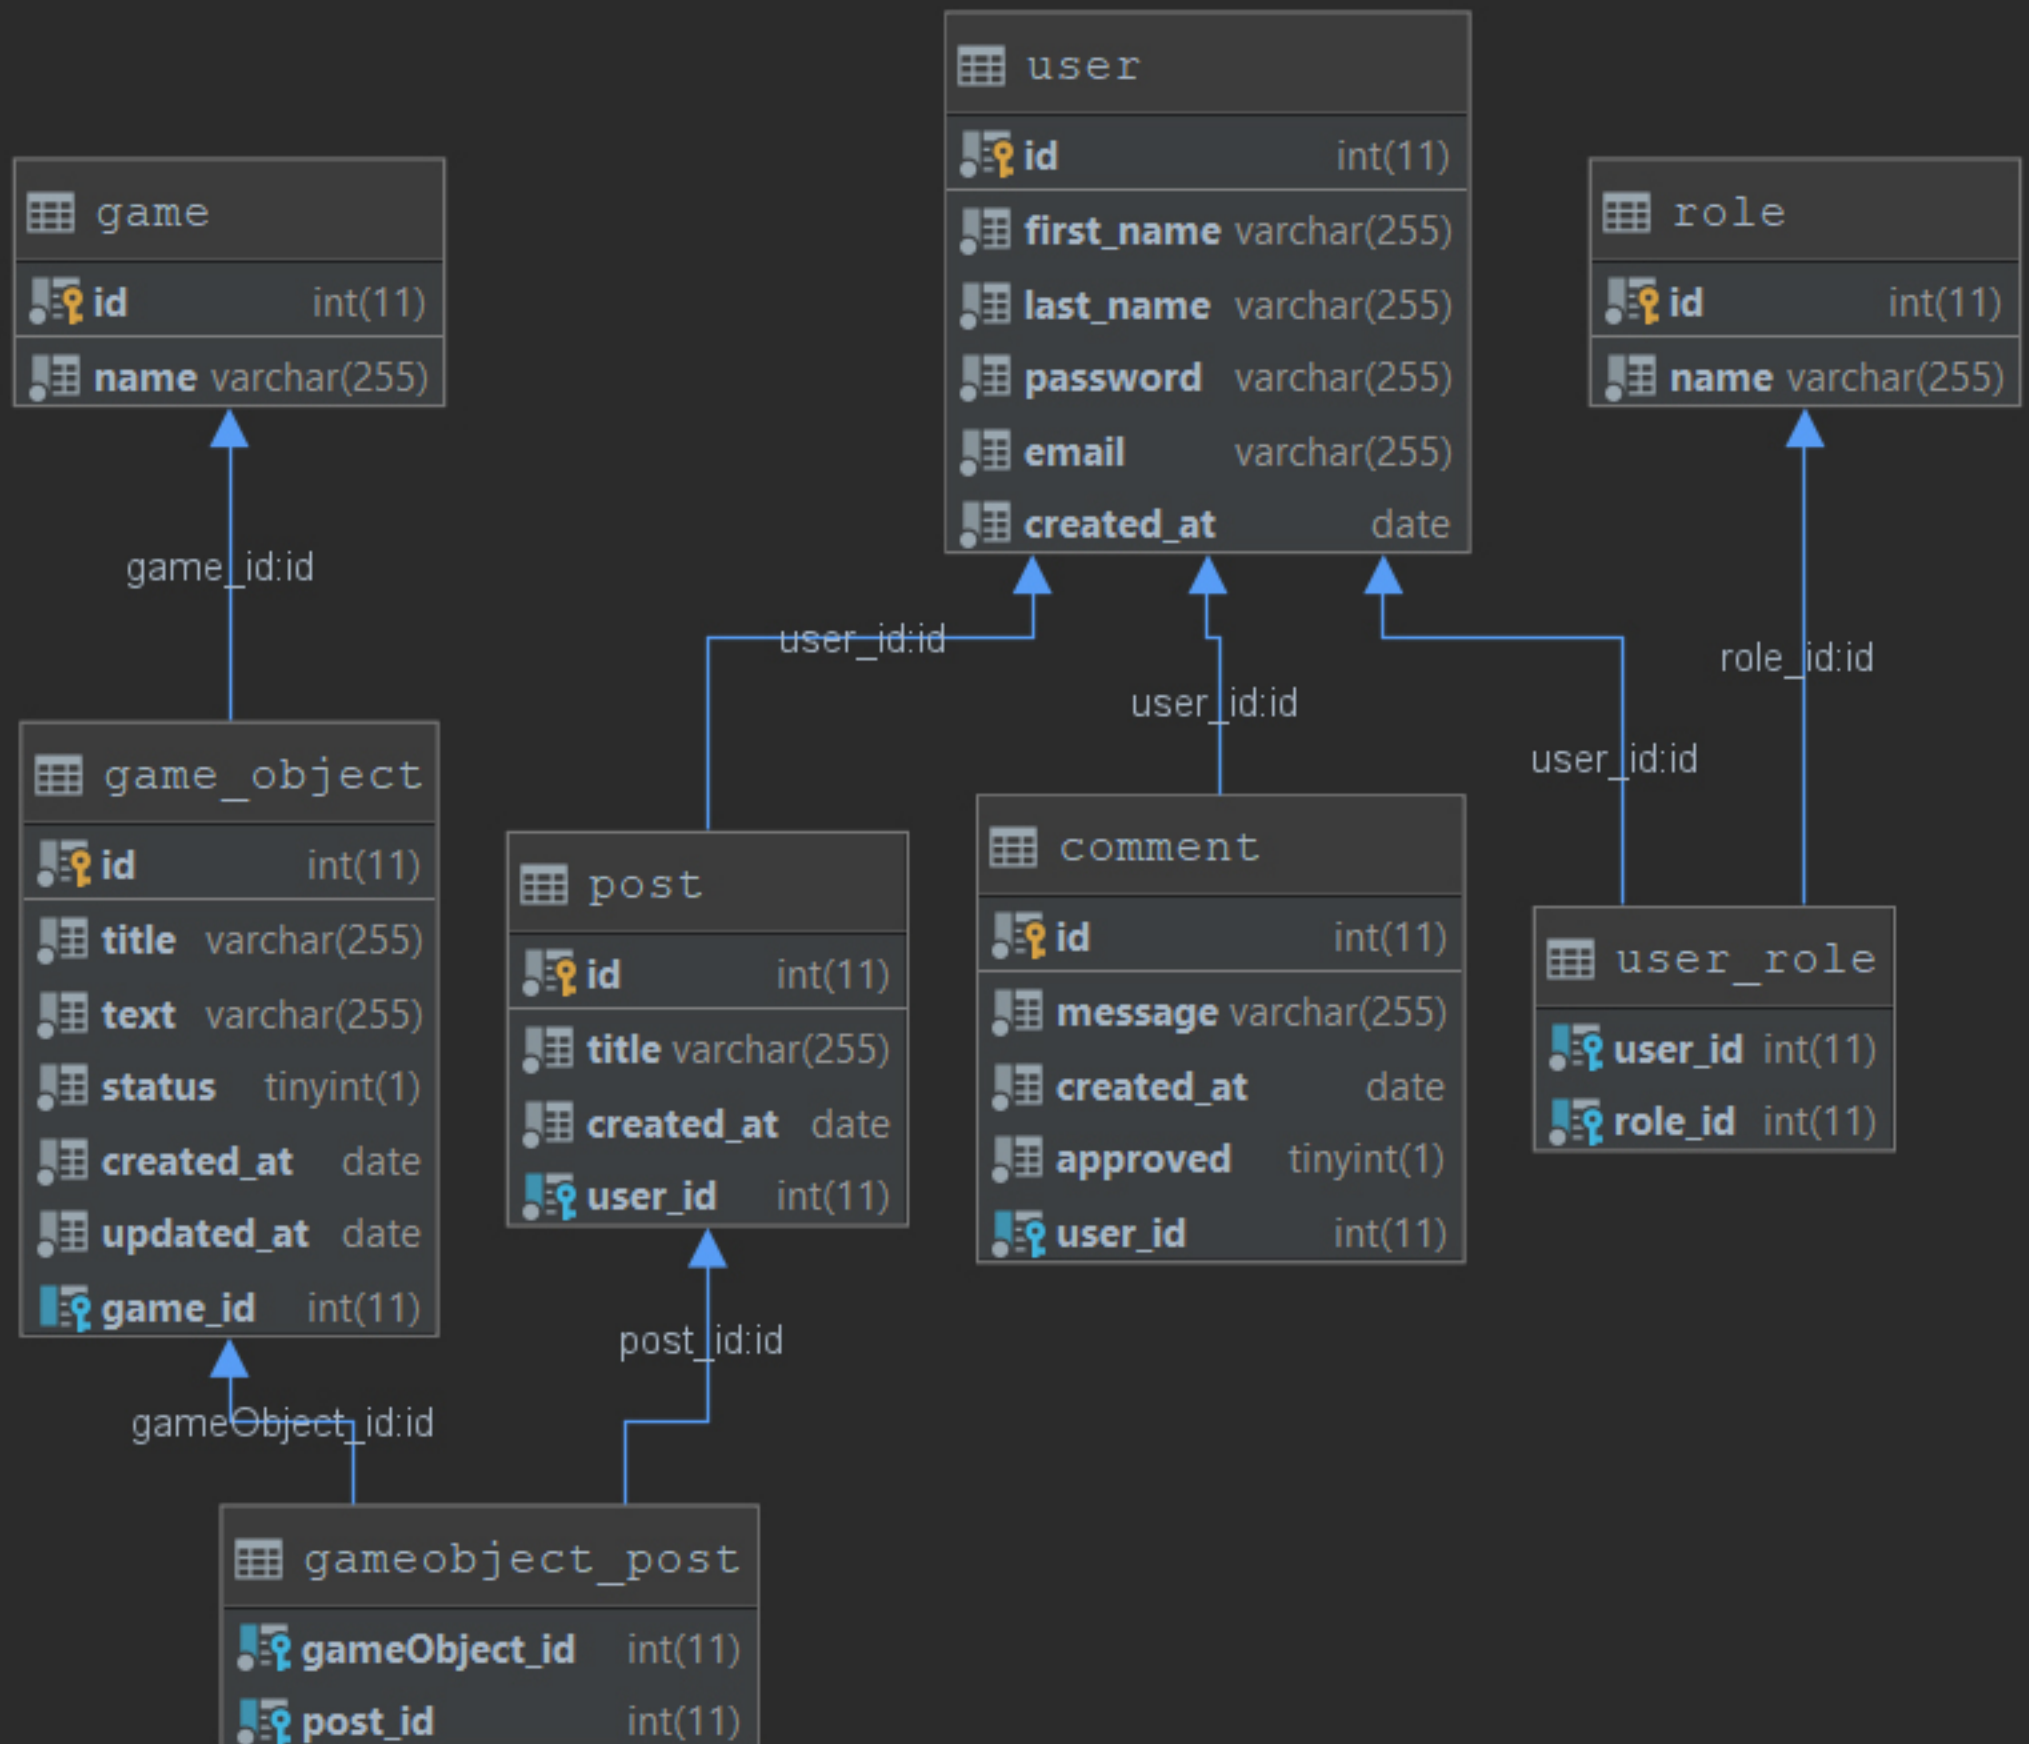 user
id int(11)
first_name varchar(255)
last_name varchar(255)
password varchar(255)
email varchar(255)
created_at date
game
id int(11)
name varchar(255)
role
id int(11)
name varchar(255)
game_id:id
user_id:id
user_id:id
user_id:id
role_id:id
game_object
id int(11)
title varchar(255)
text varchar(255)
status tinyint(1)
created_at date
updated_at date
game_id int(11)
post
id int(11)
title varchar(255)
created_at date
user_id int(11)
comment
id int(11)
message varchar(255)
created_at date
approved tinyint(1)
user_id int(11)
user_role
user_id int(11)
role_id int(11)
gameObject_id:id
post_id:id
gameobject_post
gameObject_id int(11)
post_id int(11)